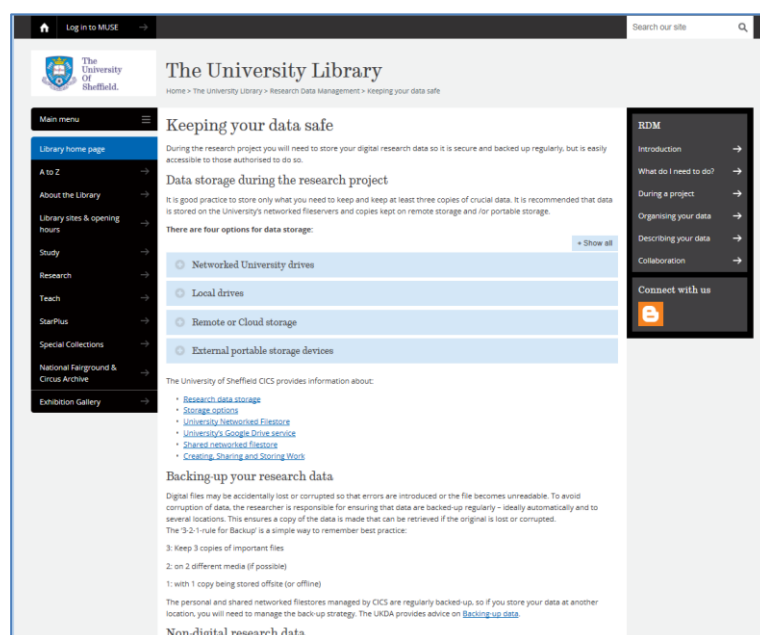 Log in to MUSE
Search our site
The
University
Of
Sheffield.
The University Library
Home > The University Library > Research Data Management > Keeping your data safe
Main menu
Library home page
A to Z
About the Library
Library sites & opening
hours
Study
Research
Teach
StarPlus
Special Collections
National Fairground &
Circus Archive
Exhibition Gallery
Keeping your data safe
During the research project you will need to store your digital research data so it is secure and backed up regularly, but is easily
accessible to those authorised to do so.
Data storage during the research project
It is good practice to store only what you need to keep and keep at least three copies of crucial data. It is recommended that data
is stored on the University's networked fileservers and copies kept on remote storage and /or portable storage.
There are four options for data storage:
+ Show all
Networked University drives
Local drives
Remote or Cloud storage
External portable storage devices
The University of Sheffield CICS provides information about:
• Research data storage
• Storage options
• University Networked Filestore
• University's Google Drive service
• Shared networked filestore
• Creating, Sharing and Storing Work
Backing-up your research data
Digital files may be accidentally lost or corrupted so that errors are introduced or the file becomes unreadable. To avoid
corruption of data, the researcher is responsible for ensuring that data are backed-up regularly – ideally automatically and to
several locations. This ensures a copy of the data is made that can be retrieved if the original is lost or corrupted.
The '3-2-1-rule for Backup' is a simple way to remember best practice:
3: Keep 3 copies of important files
2: on 2 different media (if possible)
1: with 1 copy being stored offsite (or offline)
The personal and shared networked filestores managed by CICS are regularly backed-up, so if you store your data at another
location, you will need to manage the back-up strategy. The UKDA provides advice on Backing-up data.
Non-digital research data
RDM
Introduction
What do I need to do?
During a project
Organising your data
Describing your data
Collaboration
Connect with us